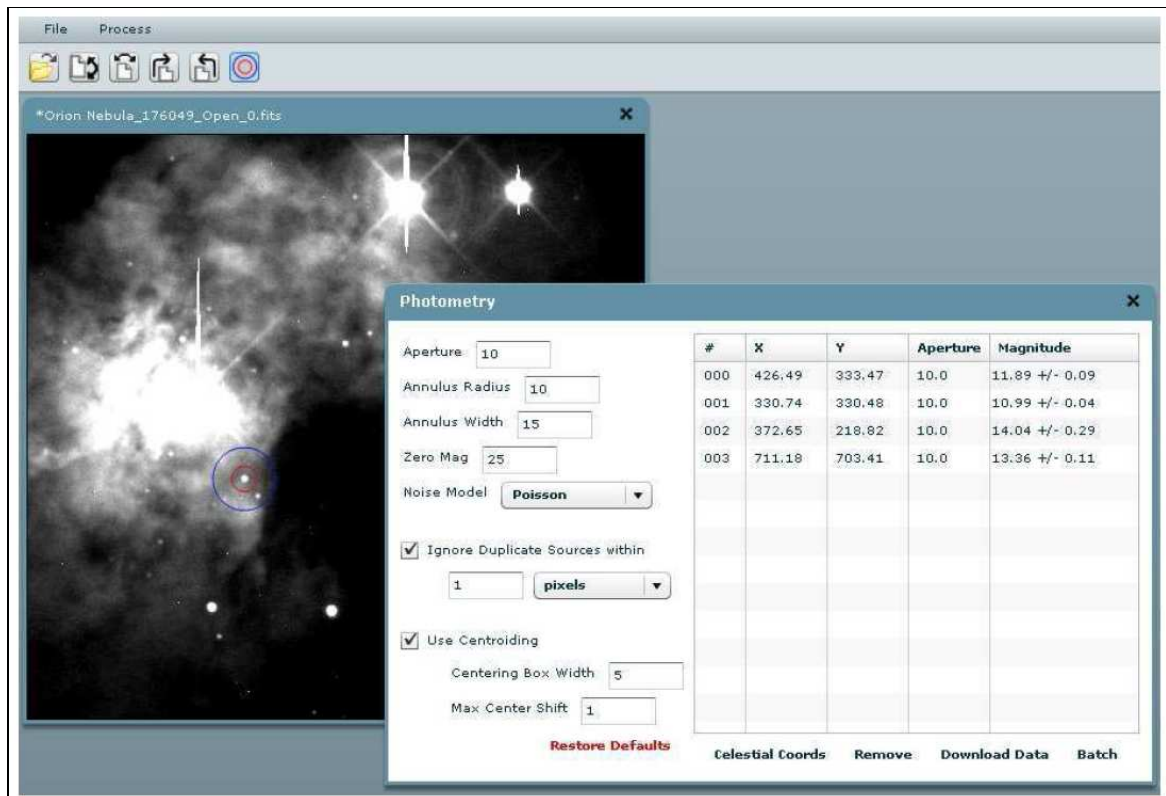 File Process
*Orion Nebula_176049_Open_0.fits
Photometry
Aperture 10
Annulus Radius 10
Annulus Width 15
Zero Mag 25
Noise Model Poisson
Ignore Duplicate Sources within
1 pixels
Use Centroiding
Centering Box Width 5
Max Center Shift 1
Restore Defaults
# X Y Aperture Magnitude
000 426.49 333.47 10.0 11.89 +/- 0.09
001 330.74 330.48 10.0 10.99 +/- 0.04
002 372.65 218.82 10.0 14.04 +/- 0.29
003 711.18 703.41 10.0 13.36 +/- 0.11
Celestial Coords Remove Download Data Batch